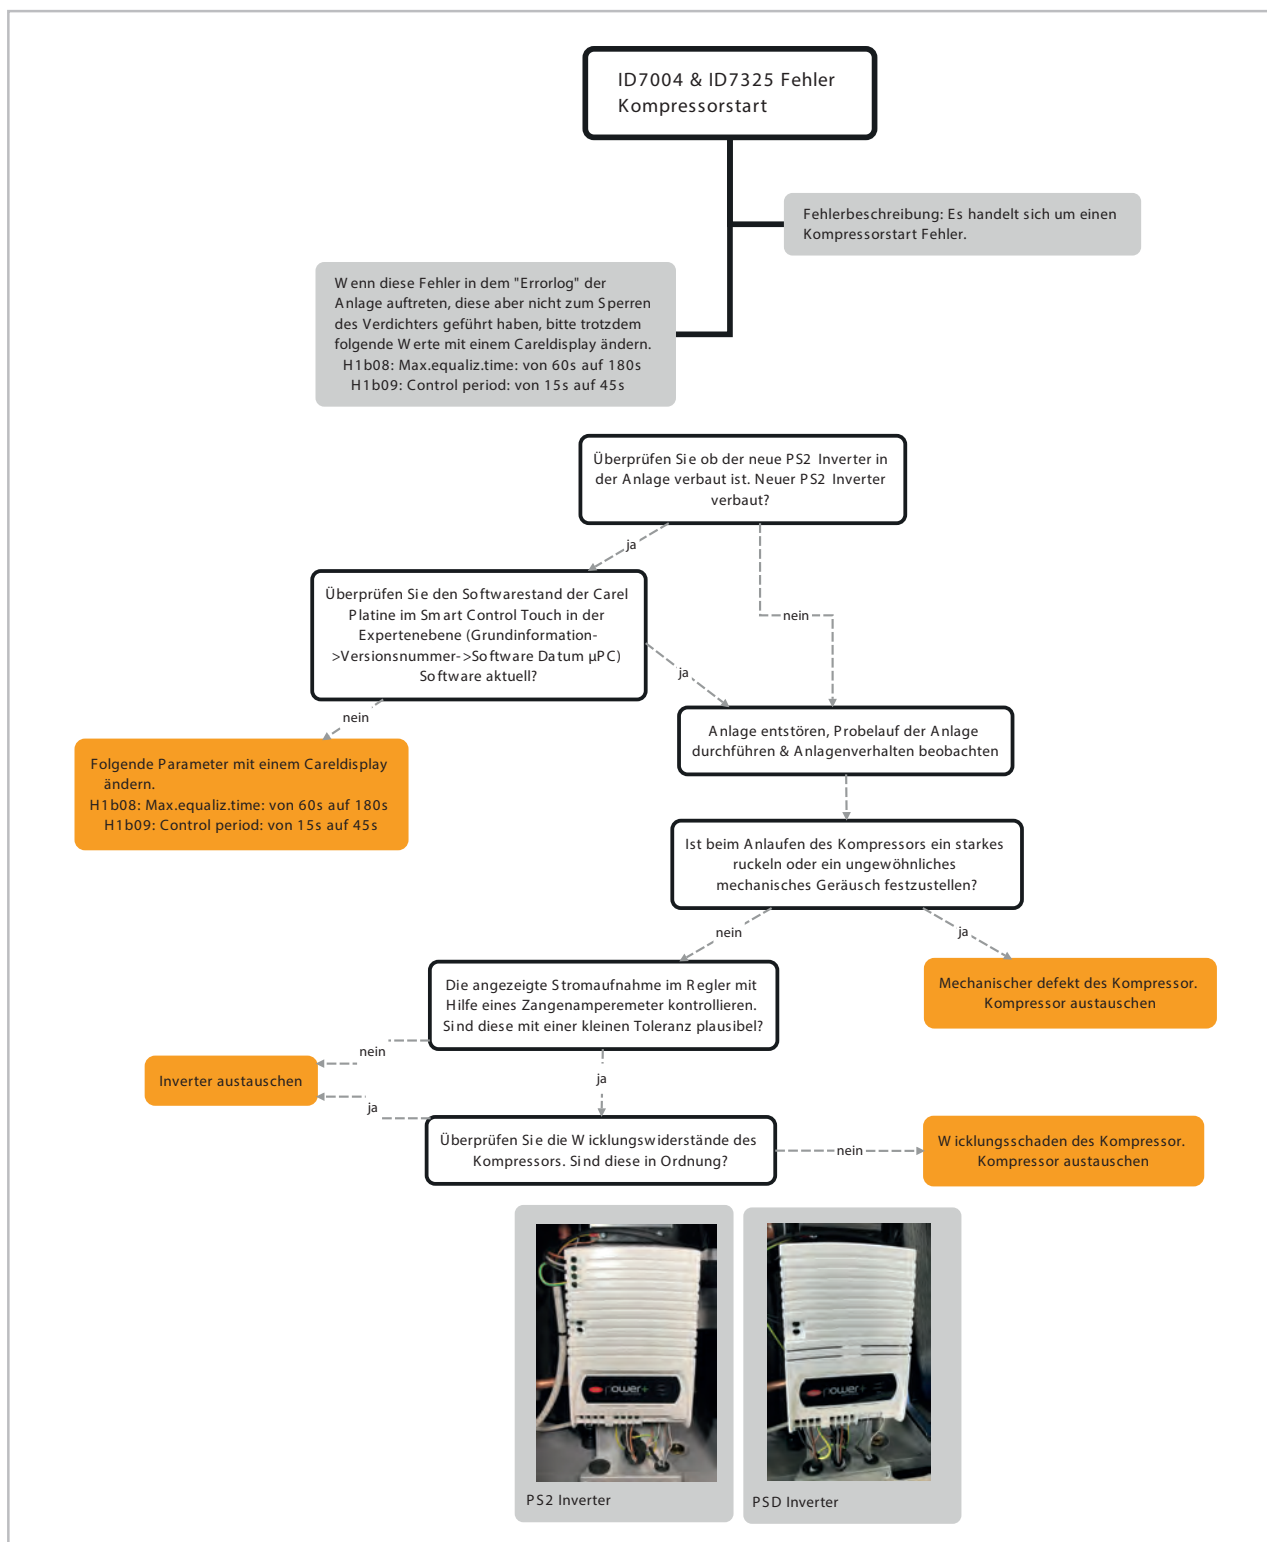 ID7004 & ID7325 Fehler
Kompressorstart
Fehlerbeschreibung: Es handelt sich um einen
Kompressorstart Fehler.
Wenn diese Fehler in dem "Errorlog" der
Anlage auftreten, diese aber nicht zum Sperren
des Verdichters geführt haben, bitte trotzdem
folgende Werte mit einem Careldisplay ändern.
H1b08: Max.equaliz.time: von 60s auf 180s
H1b09: Control period: von 15s auf 45s
Überprüfen Sie ob der neue PS2 Inverter in
der Anlage verbaut ist. Neuer PS2 Inverter
verbaut?
ja
nein
Überprüfen Sie den Softwarestand der Carel
Platine im Smart Control Touch in der
Expertenebene (Grundinformation-
>Versionsnummer->Software Datum µPC)
Software aktuell?
ja
nein
Anlage entstören, Probelauf der Anlage
durchführen & Anlagenverhalten beobachten
Folgende Parameter mit einem Careldisplay
ändern.
H1b08: Max.equaliz.time: von 60s auf 180s
H1b09: Control period: von 15s auf 45s
Ist beim Anlaufen des Kompressors ein starkes
ruckeln oder ein ungewöhnliches
mechanisches Geräusch festzustellen?
nein
ja
Die angezeigte Stromaufnahme im Regler mit
Hilfe eines Zangenamperemeter kontrollieren.
Sind diese mit einer kleinen Toleranz plausibel?
Mechanischer defekt des Kompressor.
Kompressor austauschen
nein
Inverter austauschen
ja
ja
Überprüfen Sie die Wicklungswiderstände des
Kompressors. Sind diese in Ordnung?
nein
Wicklungsschaden des Kompressor.
Kompressor austauschen
power+
power+
PS2 Inverter
PSD Inverter